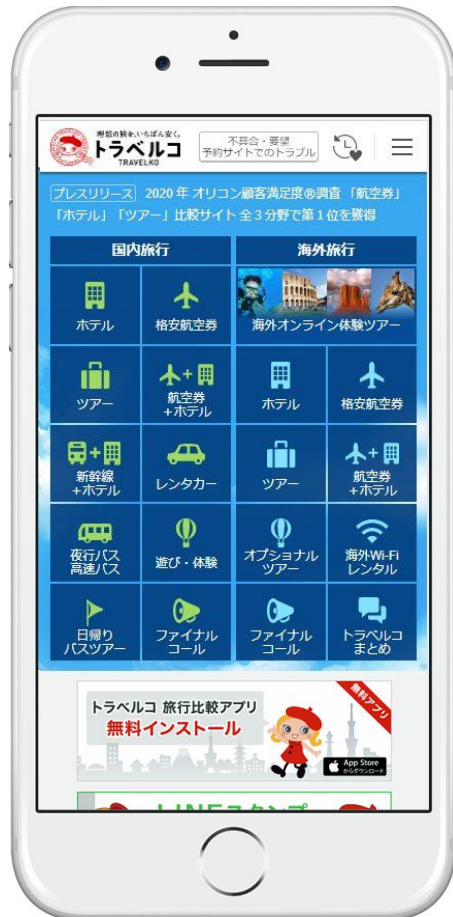 理想の旅を、いちばん安く。
トラベルコ
TRAVELKO
不具合・要望
予約サイトでのトラブル
プレスリリース 2020 年 オリコン顧客満足度®調査 「航空券」
「ホテル」「ツアー」比較サイト 全3分野で第1位を獲得
国内旅行
海外旅行
ホテル
格安航空券
海外オンライン体験ツアー
ツアー
航空券
+ホテル
ホテル
格安航空券
新幹線
+ホテル
レンタカー
ツアー
航空券
+ホテル
夜行バス
高速バス
遊び・体験
オプショナル
ツアー
海外Wi-Fi
レンタル
日帰り
バスツアー
ファイナル
コール
ファイナル
コール
トラベルコ
まとめ
トラベルコ 旅行比較アプリ
無料インストール
無料アプリ
App Store
からダウンロード
LINEスタンプ